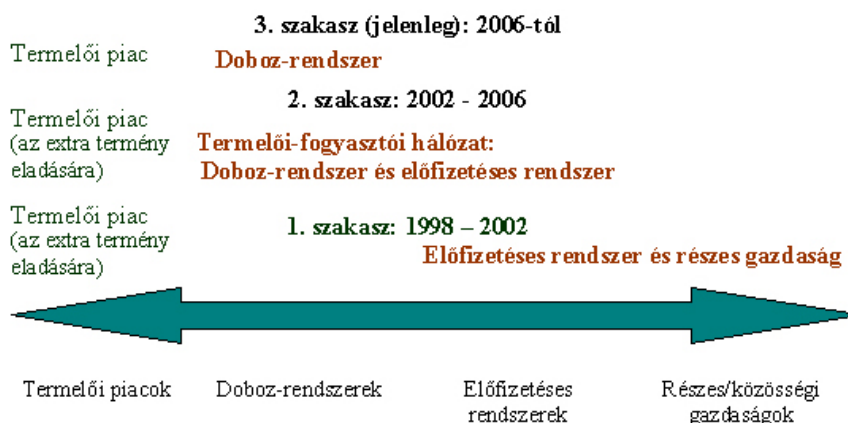 3. szakasz (jelenleg): 2006-tól
Termelői piac
Doboz-rendszer
2. szakasz: 2002 - 2006
Termelői piac
(az extra termény
eladására)
Termelői-fogyasztói hálózat:
Doboz-rendszer és előfizetéses rendszer
Termelői piac
(az extra termény
eladására)
1. szakasz: 1998 – 2002
Előfizetéses rendszer és részes gazdaság
Termelői piacok
Doboz-rendszerek
Előfizetéses
rendszerek
Részes/közösségi
gazdaságok